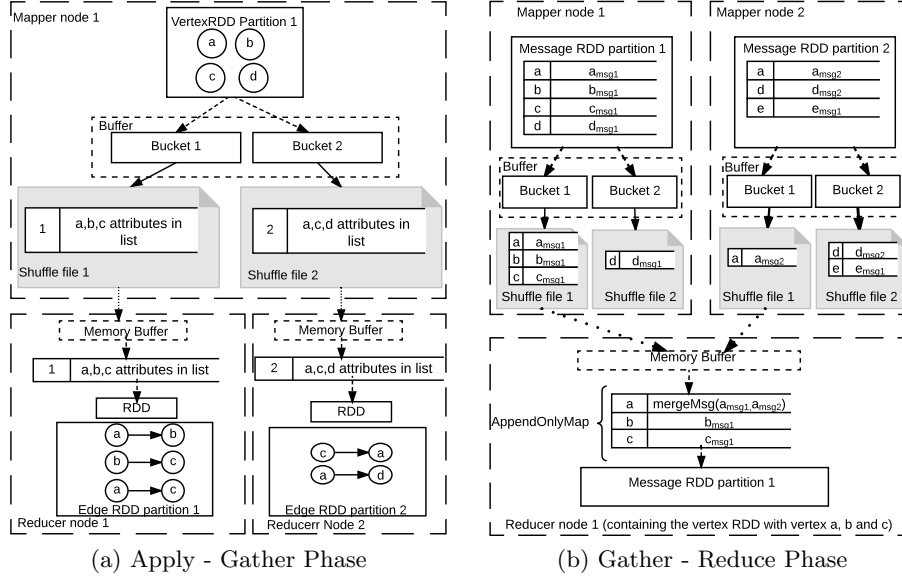 Mapper node 1
VertexRDD Partition 1
a
b
c
d
Buffer
Bucket 1
Bucket 2
1
a,b,c attributes in
list
Shuffle file 1
2
a,c,d attributes in
list
Shuffle file 2
Memory Buffer
1
a,b,c attributes in list
RDD
a
b
b
c
a
c
Edge RDD partition 1
Reducer node 1
Memory Buffer
2
a,c,d attributes in list
RDD
c
a
a
d
Edge RDD partition 2
Reducerr Node 2
(a) Apply - Gather Phase
Mapper node 1
Message RDD partition 1
a amsg1
b bmsg1
c cmsg1
d dmsg1
Buffer
Bucket 1
Bucket 2
a amsg1
b bmsg1
c cmsg1
Shuffle file 1
d dmsg1
Shuffle file 2
Mapper node 2
Message RDD partition 2
a amsg2
d dmsg2
e emsg1
Buffer
Bucket 1
Bucket 2
a amsg2
Shuffle file 1
d dmsg2
e emsg1
Shuffle file 2
Memory Buffer
AppendOnlyMap
a mergeMsg(amsg1,amsg2)
b bmsg1
c cmsg1
Message RDD partition 1
Reducer node 1 (containing the vertex RDD with vertex a, b and c)
(b) Gather - Reduce Phase